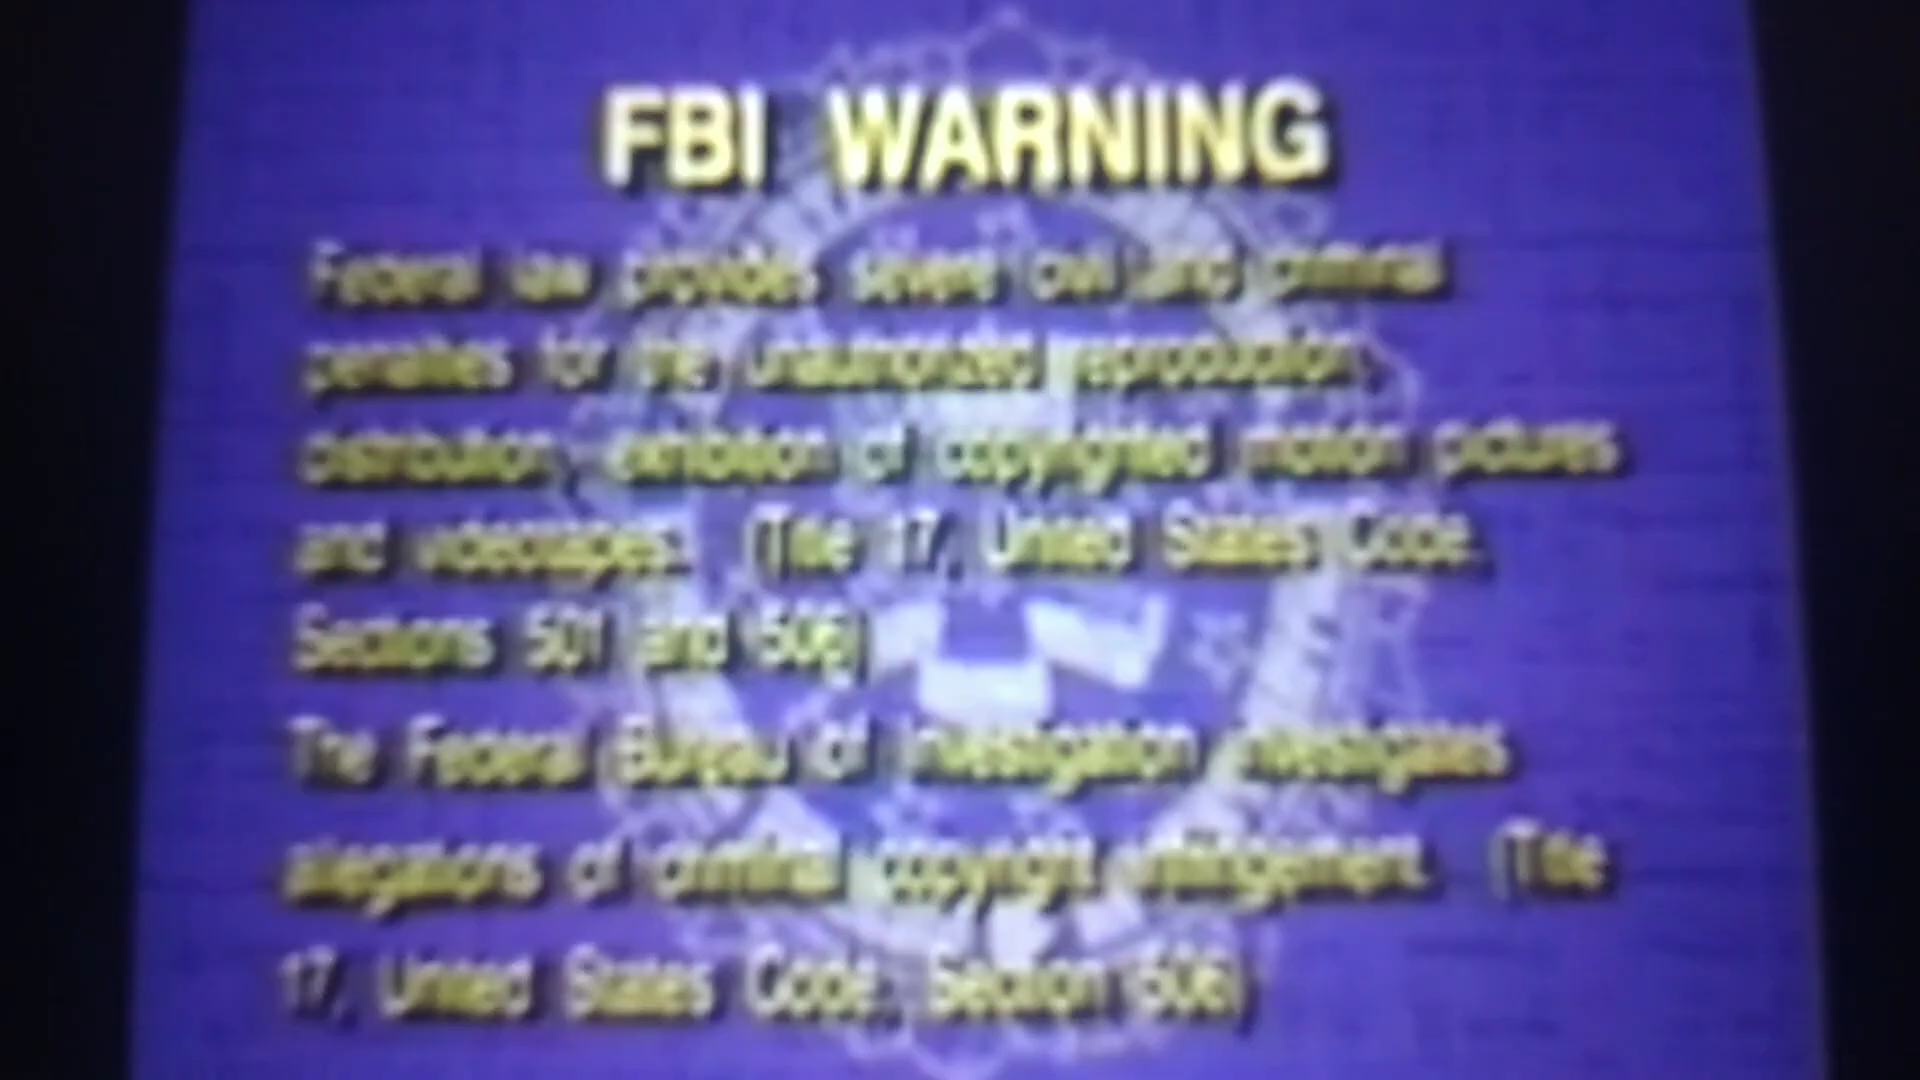 FBI WARNING
Federal law provides severe civil and criminal
penalties for the unauthorized reproduction,
distribution, exhibition of copyrighted motion pictures
and videotapes. (Title 17, United States Code.
Sections 501 and 506)
The Federal Bureau of Investigation investigates
allegations of criminal copyright infringement. (Title
17, United States Code, Section 506)